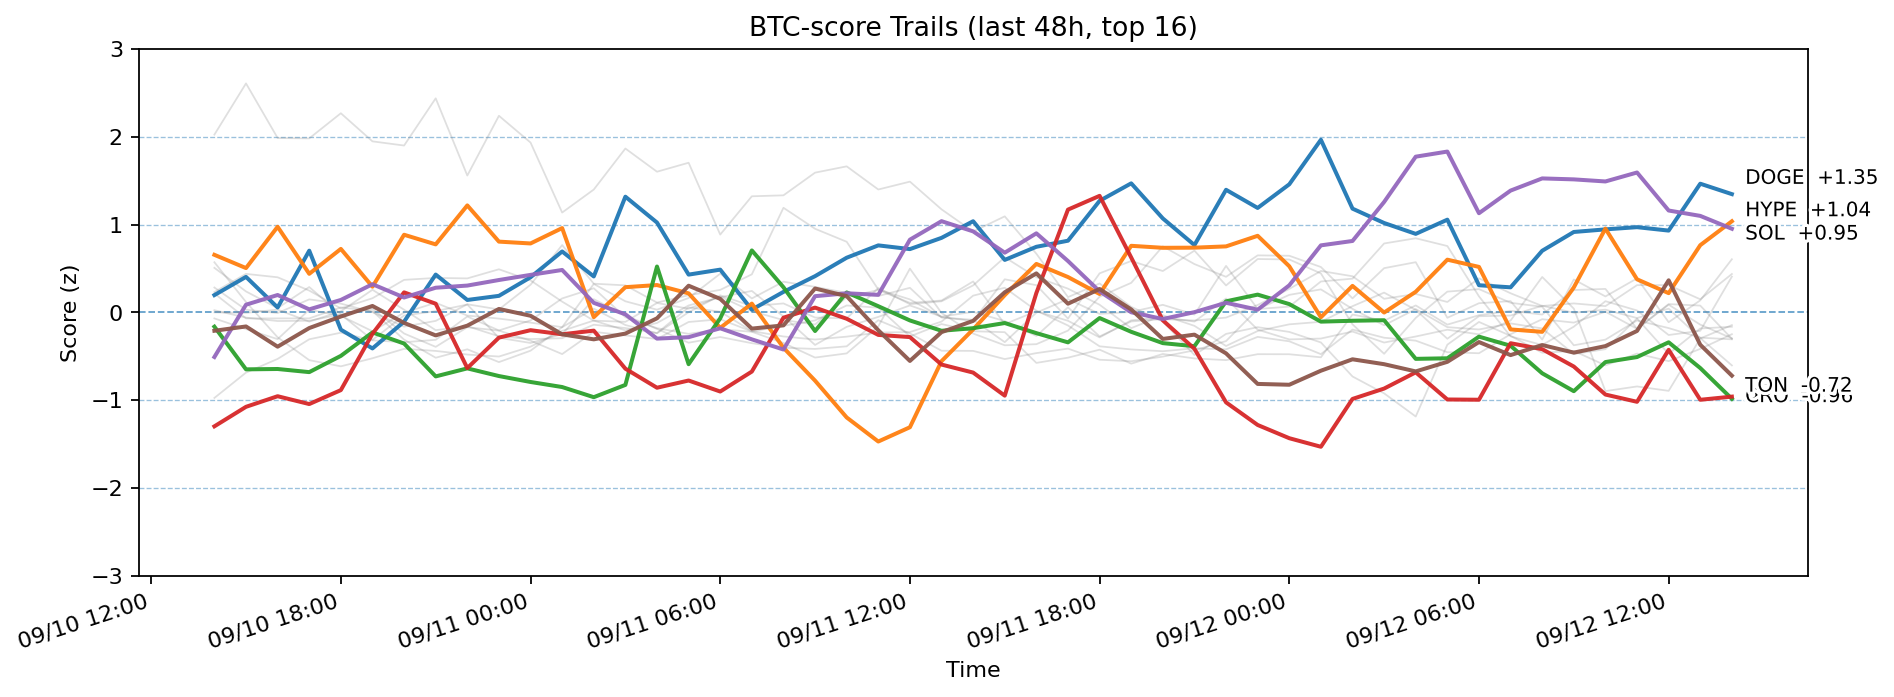 BTC-score Trails (last 48h, top 16)
Score (z)
3
2
1
0
−1
−2
−3
DOGE +1.35
HYPE +1.04
SOL +0.95
TON -0.72
CRO -0.96
09/10 12:00
09/10 18:00
09/11 00:00
09/11 06:00
09/11 12:00
09/11 18:00
09/12 00:00
09/12 06:00
09/12 12:00
Time